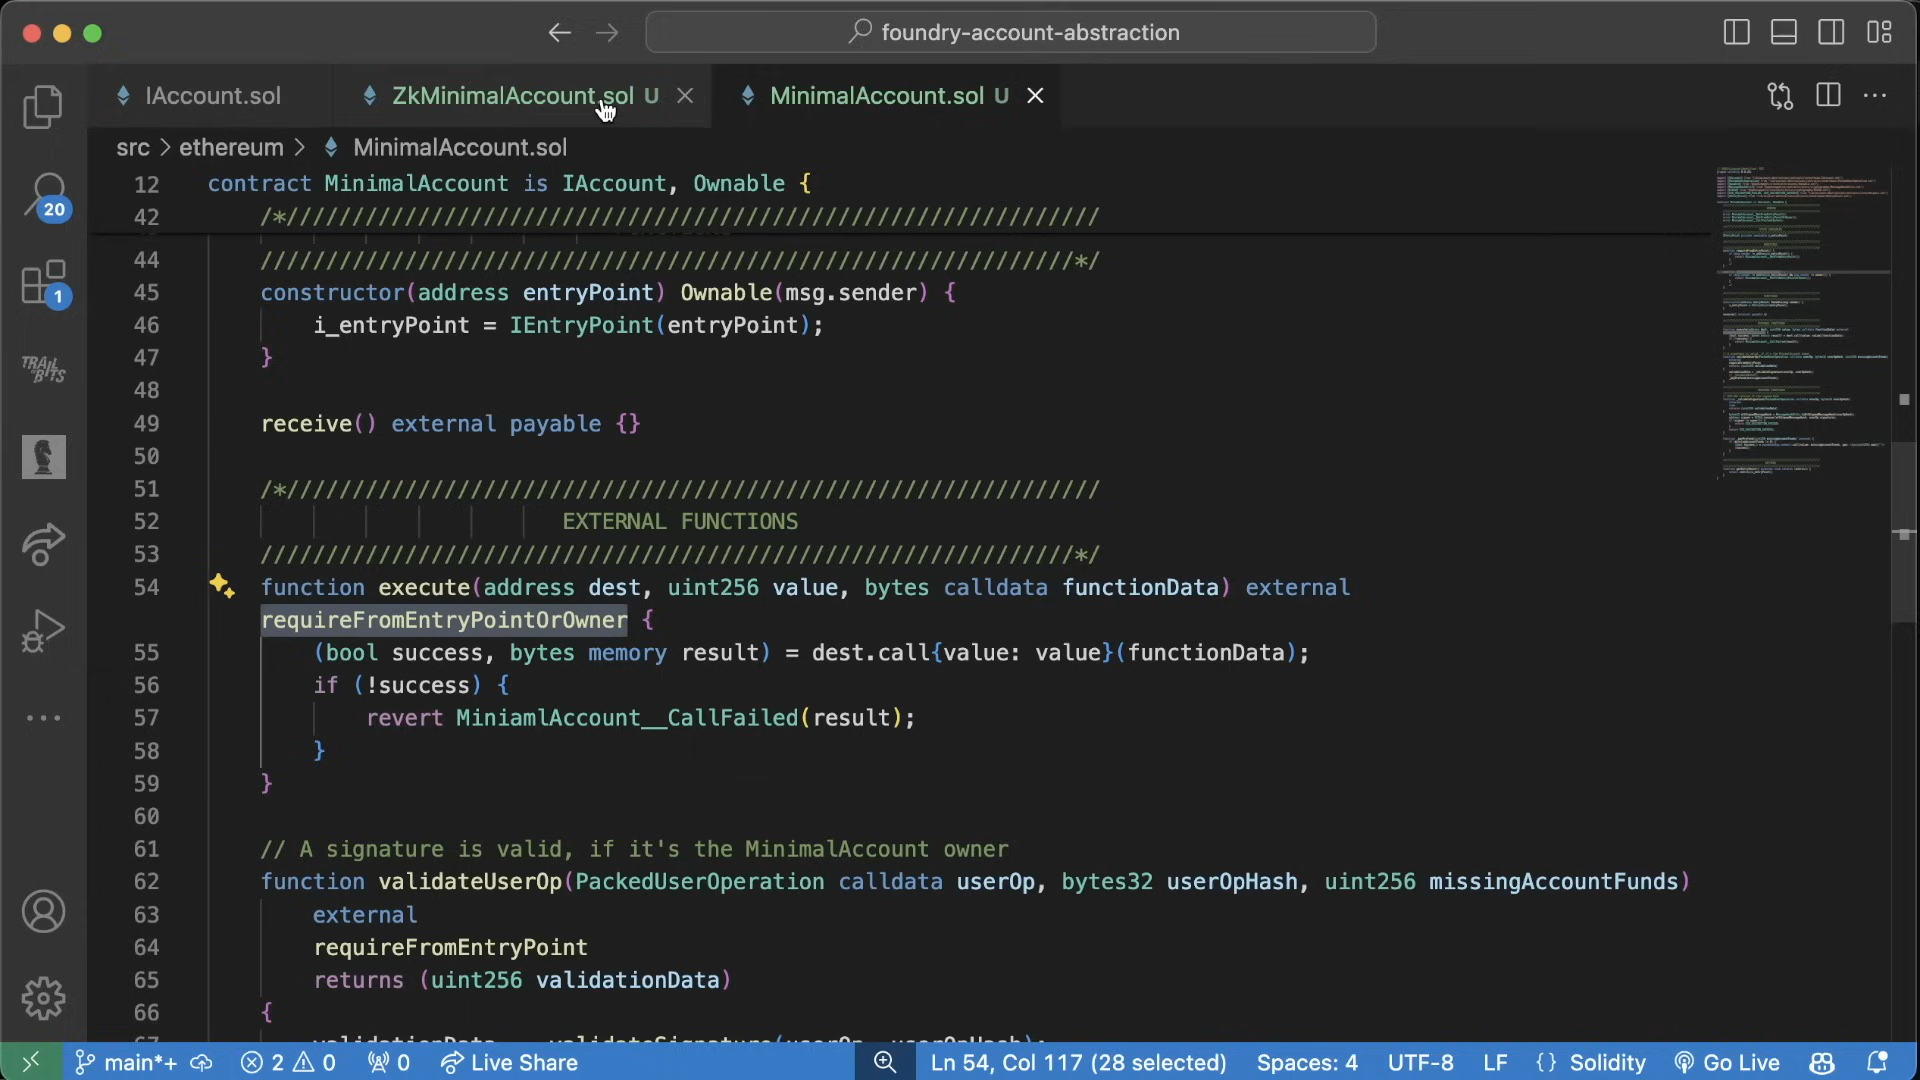 foundry-account-abstraction
IAccount.sol
ZkMinimalAccount.sol U
MinimalAccount.sol U
src > ethereum > MinimalAccount.sol
12 contract MinimalAccount is IAccount, Ownable {
42 /*//////////////////////////////////////////////////////////////
44 //////////////////////////////////////////////////////////////*/
45 constructor(address entryPoint) Ownable(msg.sender) {
46 i_entryPoint = IEntryPoint(entryPoint);
47 }
48
49 receive() external payable {}
50
51 /*//////////////////////////////////////////////////////////////
52 EXTERNAL FUNCTIONS
53 //////////////////////////////////////////////////////////////*/
54 function execute(address dest, uint256 value, bytes calldata functionData) external
requireFromEntryPointOrOwner {
55 (bool success, bytes memory result) = dest.call{value: value}(functionData);
56 if (!success) {
57 revert MiniamlAccount__CallFailed(result);
58 }
59 }
60
61 // A signature is valid, if it's the MinimalAccount owner
62 function validateUserOp(PackedUserOperation calldata userOp, bytes32 userOpHash, uint256 missingAccountFunds)
63 external
64 requireFromEntryPoint
65 returns (uint256 validationData)
66 {
20
1
TRAIL OF BITS
main*+
2
0
0
Live Share
Ln 54, Col 117 (28 selected)
Spaces: 4
UTF-8
LF
{} Solidity
Go Live